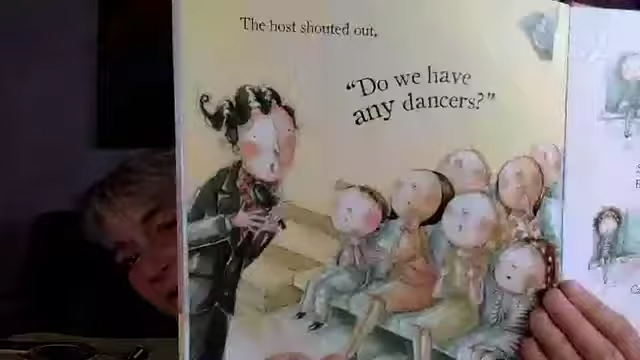 The host shouted out,
"Do we have
any dancers?"